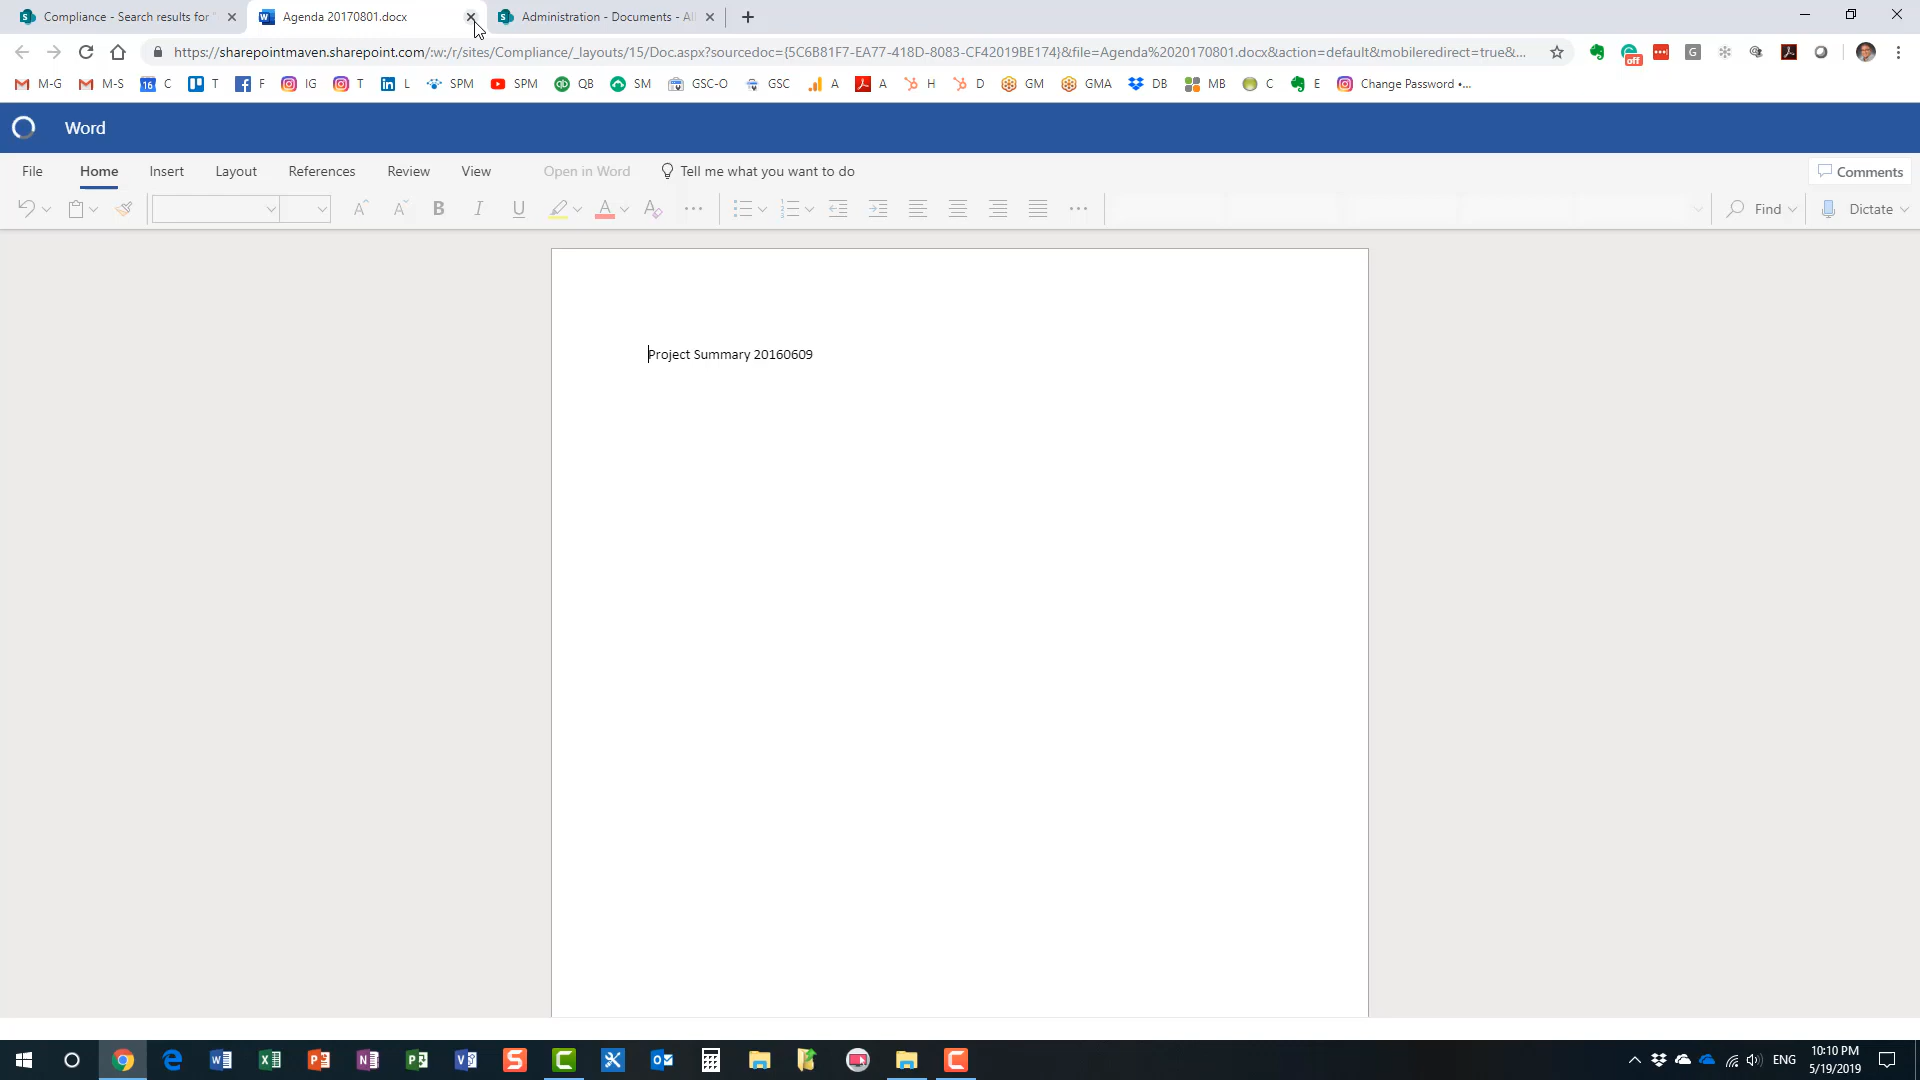 Compliance - Search results for "
Agenda 20170801.docx
Administration - Documents - All
https://sharepointmaven.sharepoint.com/:w:/r/sites/Compliance/_layouts/15/Doc.aspx?sourcedoc={5C6B81F7-EA77-418D-8083-CF42019BE174}&file=Agenda%2020170801.docx&action=default&mobileredirect=true&...
off
M-G
M-S
16 C
T
F
IG
T
L
SPM
SPM
QB
SM
GSC-O
GSC
A
A
H
D
GM
GMA
DB
MB
C
E
Change Password •...
Word
File Home Insert Layout References Review View Open in Word Tell me what you want to do
Comments
B I U A
Find
Dictate
Project Summary 20160609
ENG
10:10 PM
5/19/2019